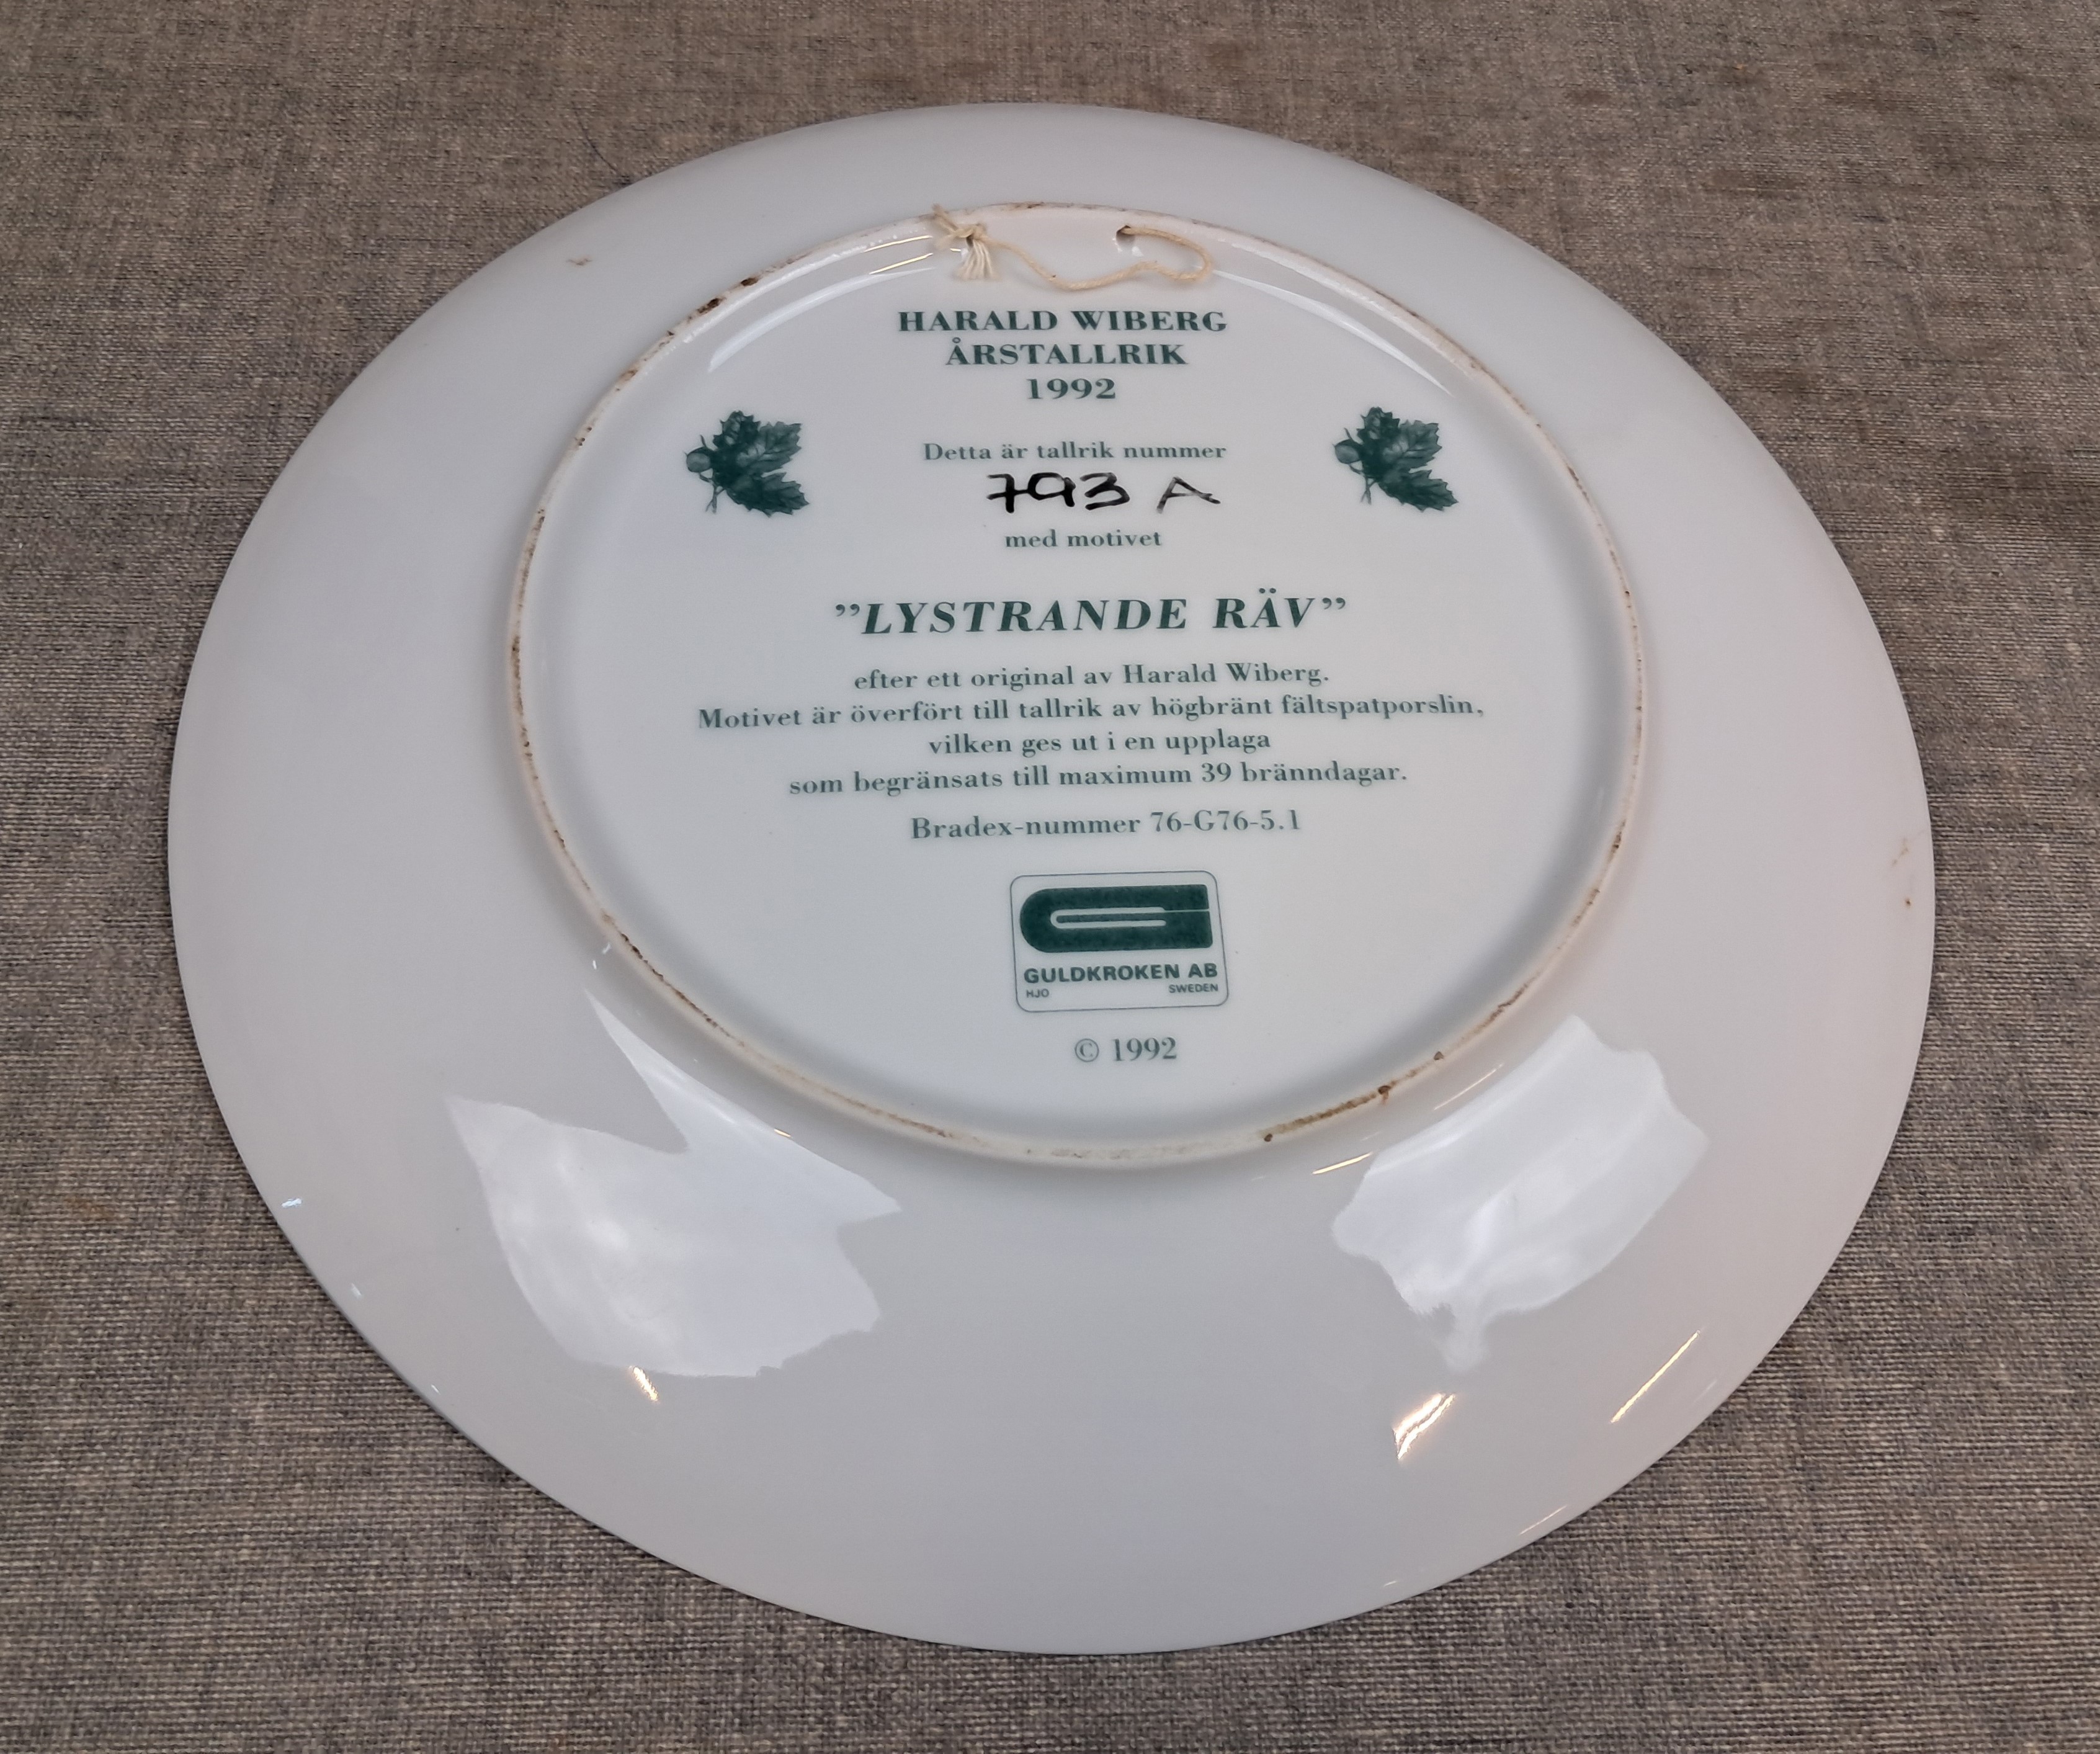 HARALD WIBERG
ÅRSTALLRIK
1992
Detta är tallrik nummer
793 A
med motivet
”LYSTRANDE RÄV”
efter ett original av Harald Wiberg.
Motivet är överfört till tallrik av högbränt fältspatporslin,
vilken ges ut i en upplaga
som begränsats till maximum 39 bränndagar.
Bradex-nummer 76-G76-5.1
GULDKROKEN AB
HJO SWEDEN
© 1992